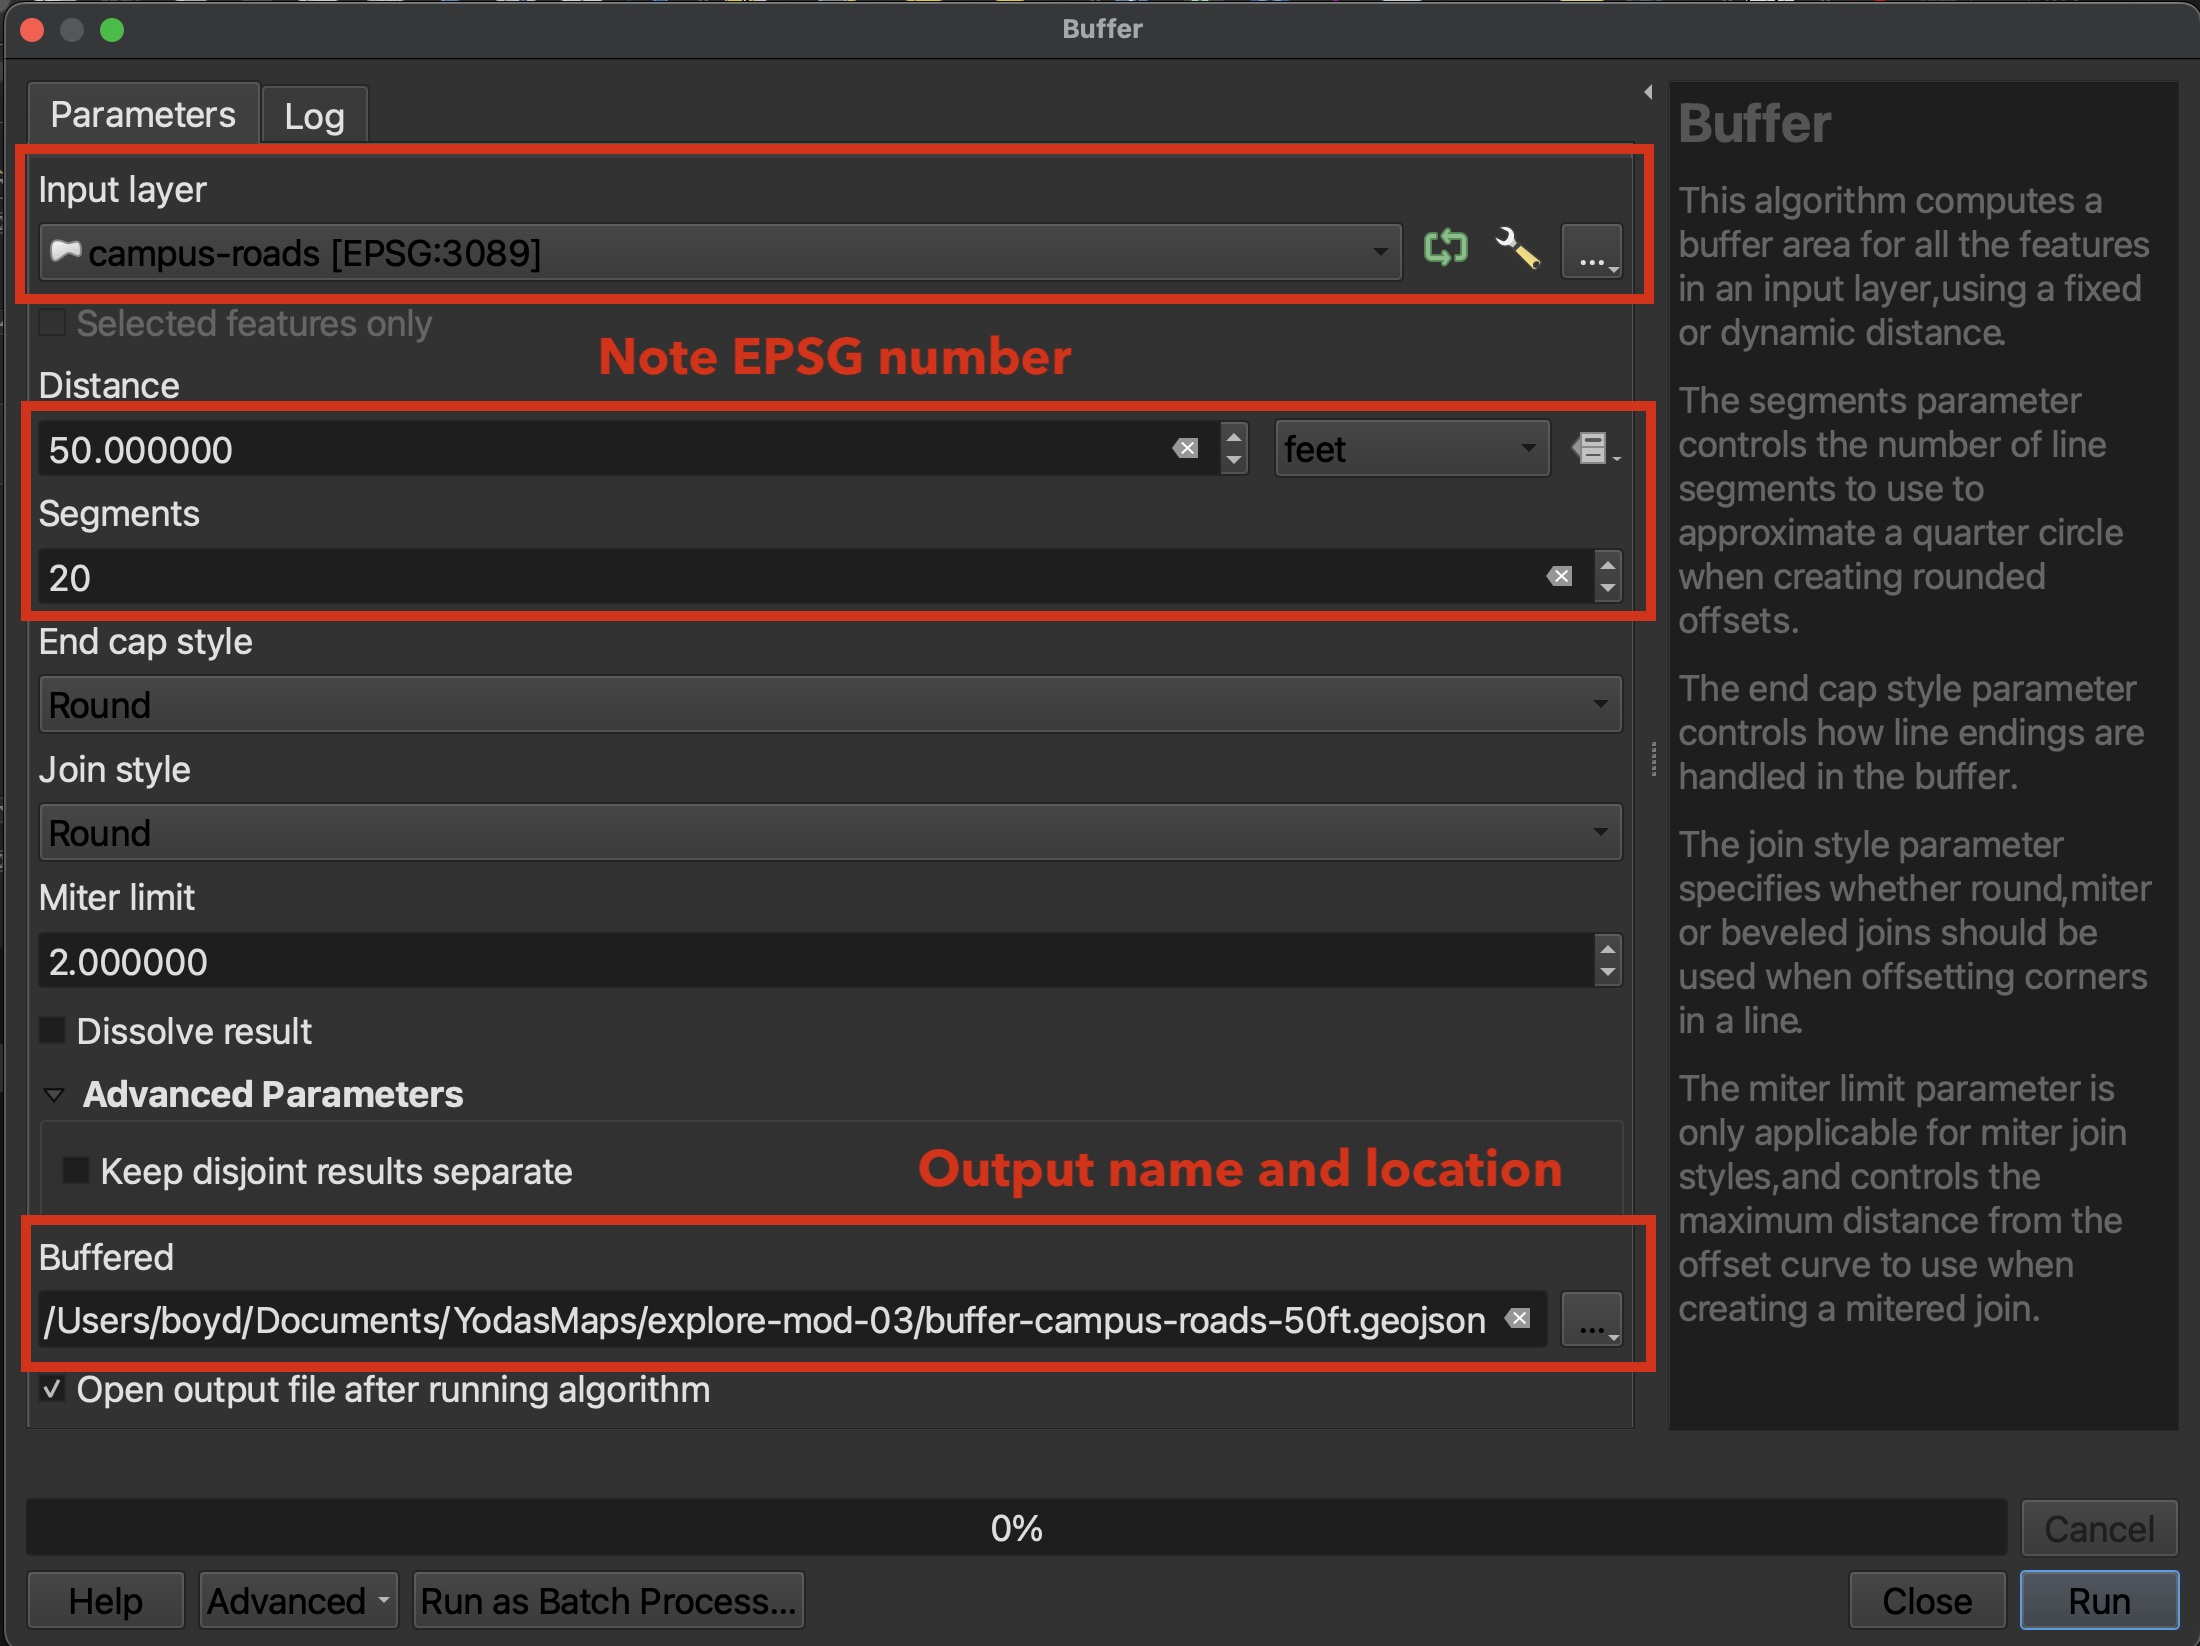 Buffer
Parameters
Log
Input layer
campus-roads [EPSG:3089]
...
Selected features only
Note EPSG number
Distance
50.000000
feet
Segments
20
End cap style
Round
Join style
Round
Miter limit
2.000000
Dissolve result
Advanced Parameters
Keep disjoint results separate
Output name and location
Buffered
/Users/boyd/Documents/YodasMaps/explore-mod-03/buffer-campus-roads-50ft.geojson
...
Open output file after running algorithm
Buffer
This algorithm computes a
buffer area for all the features
in an input layer,using a fixed
or dynamic distance.
The segments parameter
controls the number of line
segments to use to
approximate a quarter circle
when creating rounded
offsets.
The end cap style parameter
controls how line endings are
handled in the buffer.
The join style parameter
specifies whether round,miter
or beveled joins should be
used when offsetting corners
in a line.
The miter limit parameter is
only applicable for miter join
styles,and controls the
maximum distance from the
offset curve to use when
creating a mitered join.
0%
Cancel
Help
Advanced
Run as Batch Process...
Close
Run